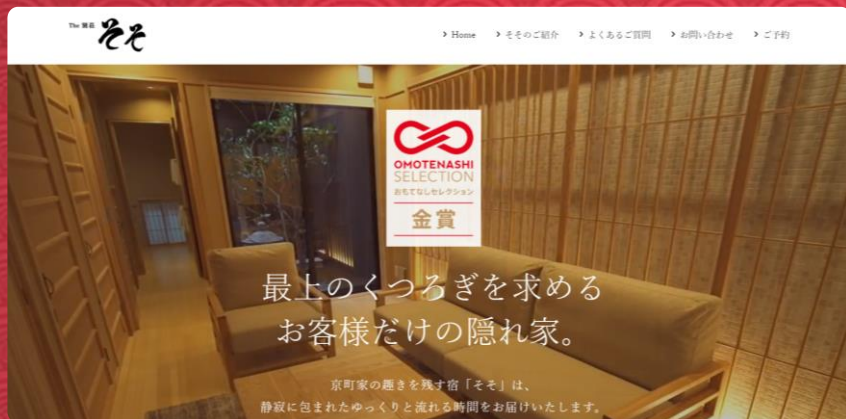 The 旅荘 そそ
Home
そそのご紹介
よくあるご質問
お問い合わせ
ご予約
OMOTENASHI
SELECTION
おもてなしセレクション
金賞
最上のくつろぎを求める
お客様だけの隠れ家。
京町家の趣きを残す宿「そそ」は、
静寂に包まれたゆっくりと流れる時間をお届けいたします。